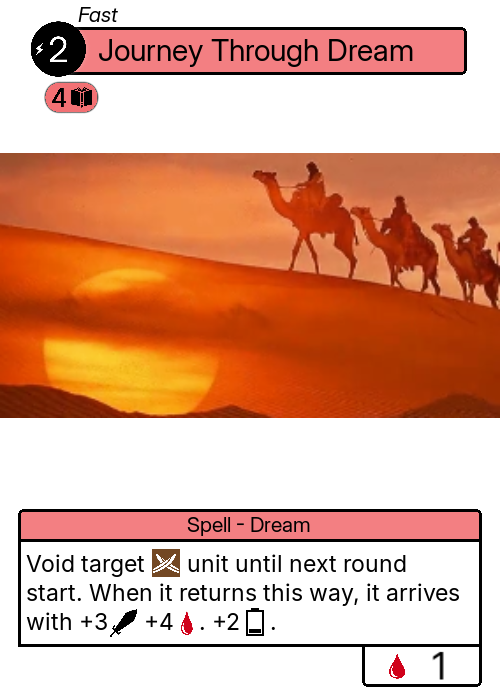 Fast
2 Journey Through Dream
4
Spell - Dream
Void target unit until next round
start. When it returns this way, it arrives
with +3 +4 . +2 .
1